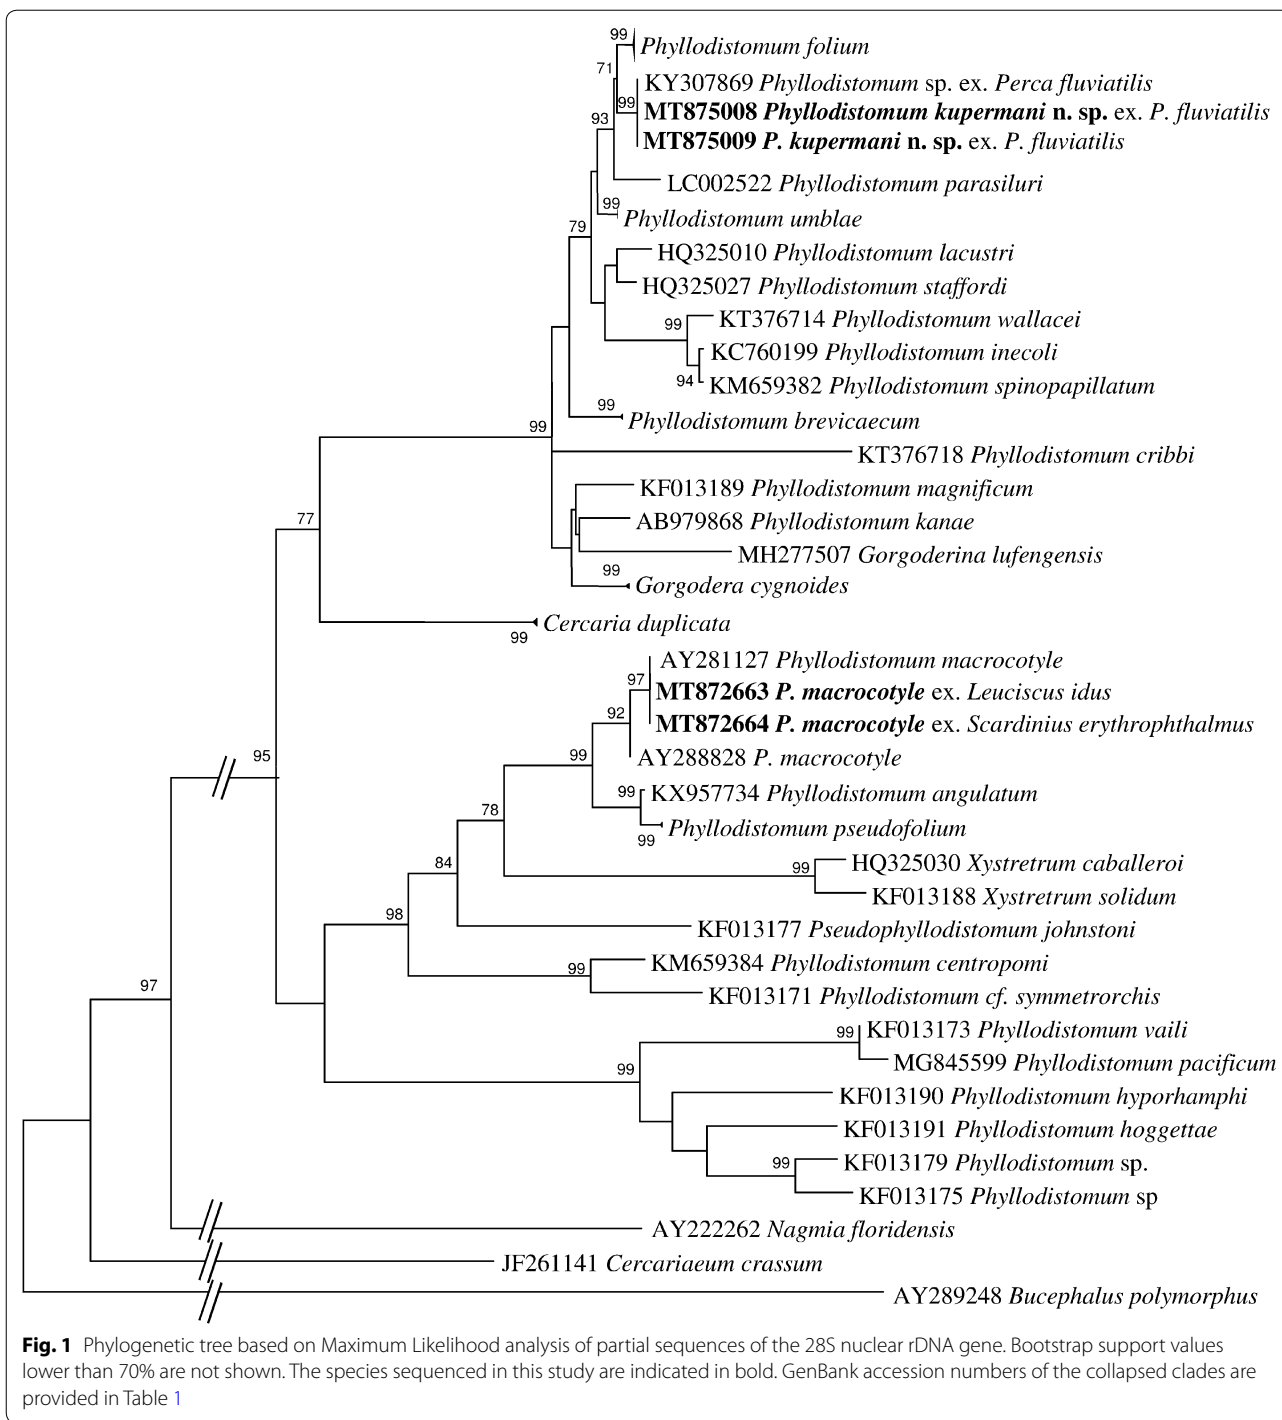 99
Phyllodistomum folium
71
KY307869 Phyllodistomum sp. ex. Perca fluviatilis
99
MT875008 Phyllodistomum kupermani n. sp. ex. P. fluviatilis
93
MT875009 P. kupermani n. sp. ex. P. fluviatilis
LC002522 Phyllodistomum parasiluri
99
Phyllodistomum umblae
79
HQ325010 Phyllodistomum lacustri
HQ325027 Phyllodistomum staffordi
99
KT376714 Phyllodistomum wallacei
KC760199 Phyllodistomum inecoli
94
KM659382 Phyllodistomum spinopapillatum
99
Phyllodistomum brevicaecum
99
KT376718 Phyllodistomum cribbi
KF013189 Phyllodistomum magnificum
77
AB979868 Phyllodistomum kanae
MH277507 Gorgoderina lufengensis
99
Gorgodera cygnoides
99
Cercaria duplicata
AY281127 Phyllodistomum macrocotyle
97
MT872663 P. macrocotyle ex. Leuciscus idus
92
MT872664 P. macrocotyle ex. Scardinius erythrophthalmus
95
99
AY288828 P. macrocotyle
99
KX957734 Phyllodistomum angulatum
78
Phyllodistomum pseudofolium
99
84
99
HQ325030 Xystretrum caballeroi
KF013188 Xystretrum solidum
98
KF013177 Pseudophyllodistomum johnstoni
99
KM659384 Phyllodistomum centropomi
97
KF013171 Phyllodistomum cf. symmetrorchis
99
KF013173 Phyllodistomum vaili
MG845599 Phyllodistomum pacificum
99
KF013190 Phyllodistomum hyporhamphi
KF013191 Phyllodistomum hoggettae
99
KF013179 Phyllodistomum sp.
KF013175 Phyllodistomum sp
AY222262 Nagmia floridensis
JF261141 Cercariaeum crassum
AY289248 Bucephalus polymorphus
Fig. 1 Phylogenetic tree based on Maximum Likelihood analysis of partial sequences of the 28S nuclear rDNA gene. Bootstrap support values
lower than 70% are not shown. The species sequenced in this study are indicated in bold. GenBank accession numbers of the collapsed clades are
provided in Table 1